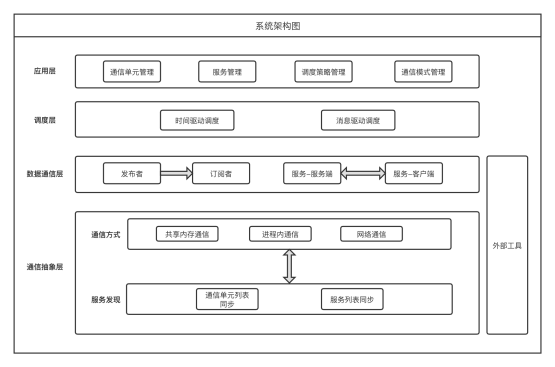 系统架构图
应用层
通信单元管理
服务管理
调度策略管理
通信模式管理
调度层
时间驱动调度
消息驱动调度
数据通信层
发布者
订阅者
服务-服务端
服务-客户端
通信抽象层
通信方式
共享内存通信
进程内通信
网络通信
服务发现
通信单元列表
同步
服务列表同步
外部工具